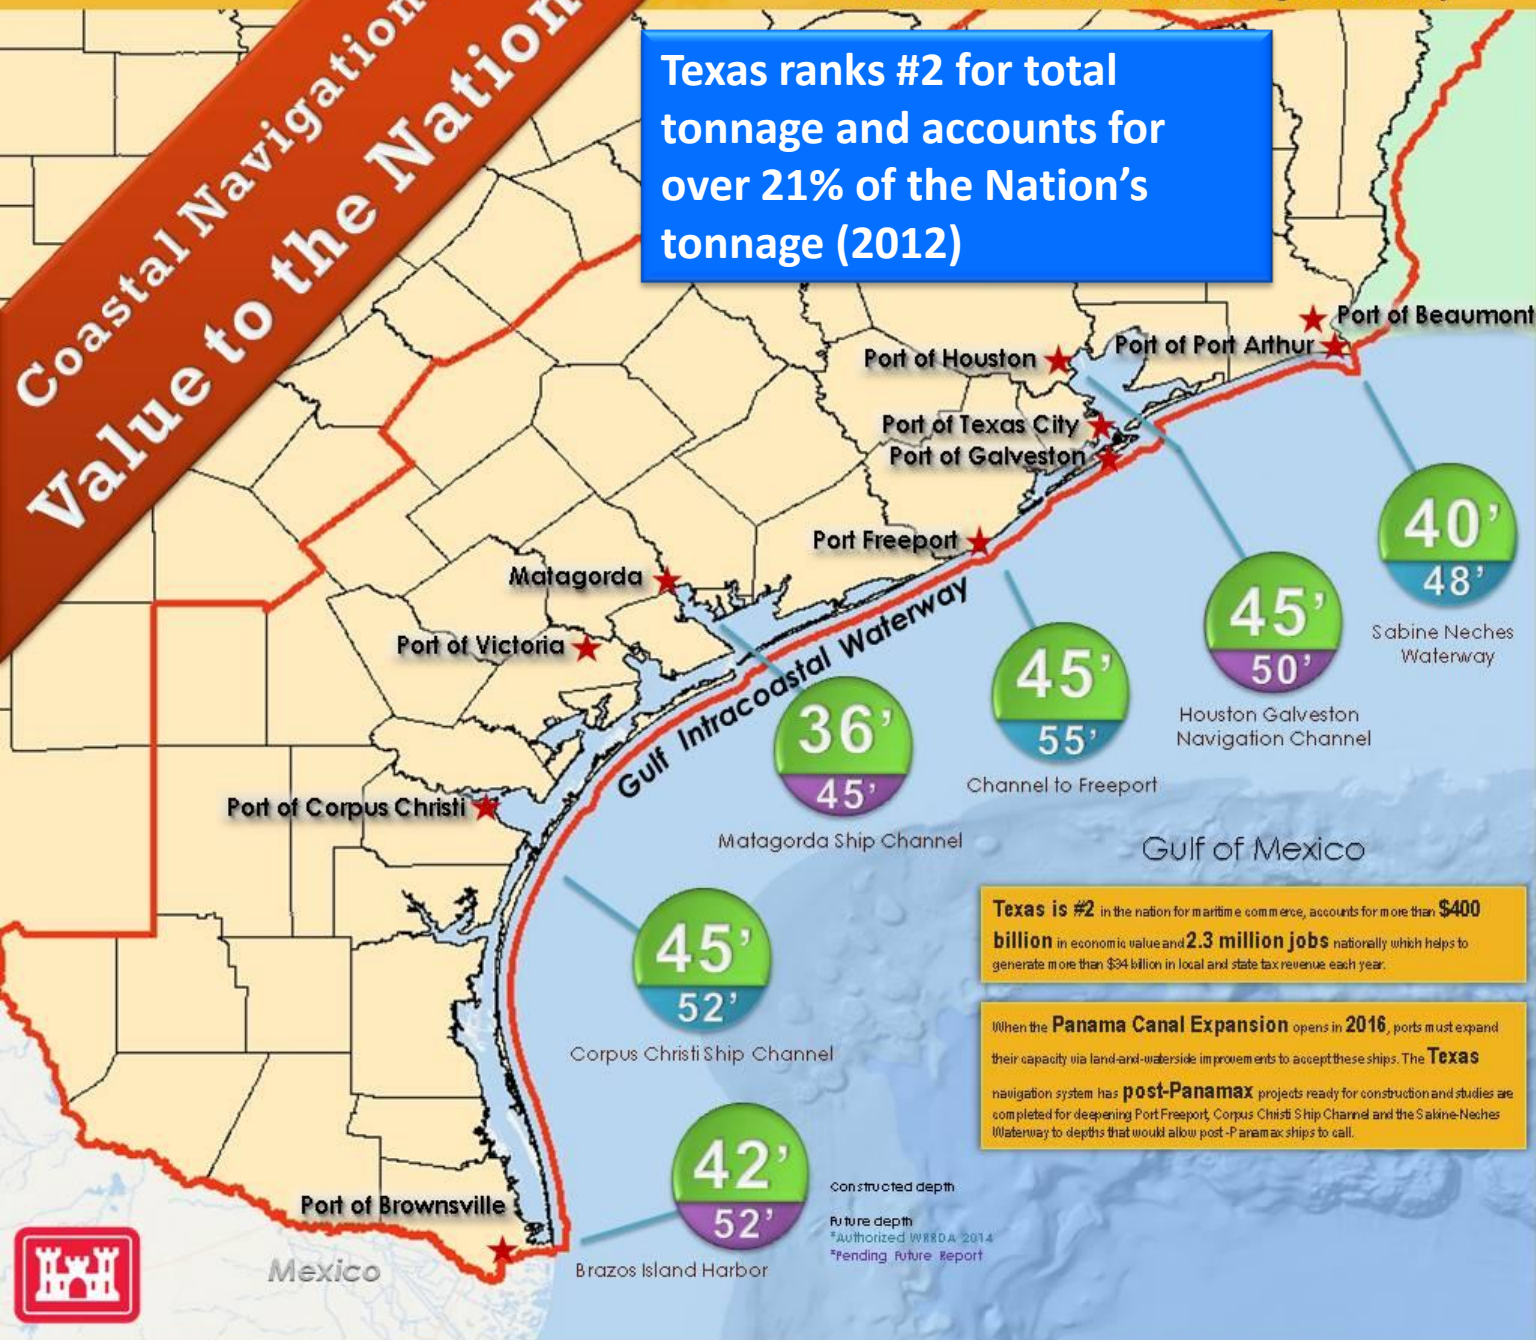 Coastal Navigation
Value to the Nation
Texas ranks #2 for total
tonnage and accounts for
over 21% of the Nation’s
tonnage (2012)
Port of Beaumont
Port of Port Arthur
Port of Houston
Port of Texas City
Port of Galveston
Port Freeport
Matagorda
Port of Victoria
Port of Corpus Christi
Port of Brownsville
Gulf Intracoastal Waterway
40’
48’
Sabine Neches
Waterway
45’
50’
Houston Galveston
Navigation Channel
45’
55’
Channel to Freeport
36’
45’
Matagorda Ship Channel
45’
52’
Corpus Christi Ship Channel
42’
52’
Brazos Island Harbor
Gulf of Mexico
Texas is #2 in the nation for maritime commerce, accounts for more than $400
billion in economic value and 2.3 million jobs nationally which helps to
generate more than $34 billion in local and state tax revenue each year.
When the Panama Canal Expansion opens in 2016, ports must expand
their capacity via land-and-waterside improvements to accept these ships. The Texas
navigation system has post-Panamax projects ready for construction and studies are
completed for deepening Port Freeport, Corpus Christi Ship Channel and the Sabine-Neches
Waterway to depths that would allow post-Panamax ships to call.
Constructed depth
Future depth
*Authorized WRRDA 2014
*Pending Future Report
Mexico